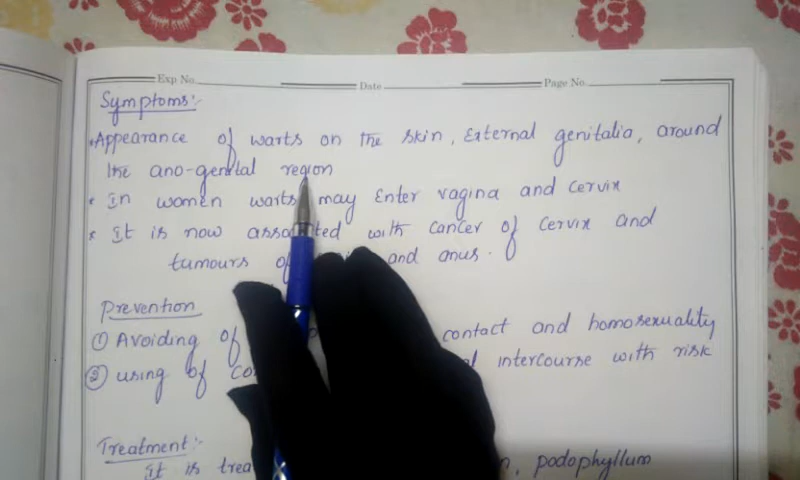 Exp No.
Date
Page No.
Symptoms:-
* Appearance of warts on the skin, External genitalia, around
the ano-genital region
* In women warts may Enter vagina and cervix
* It is now associated with cancer of cervix and
tumours of and anus.
Prevention
① Avoiding of contact and homosexuality
② using of intercourse with risk
Treatment:-
It is podophyllum